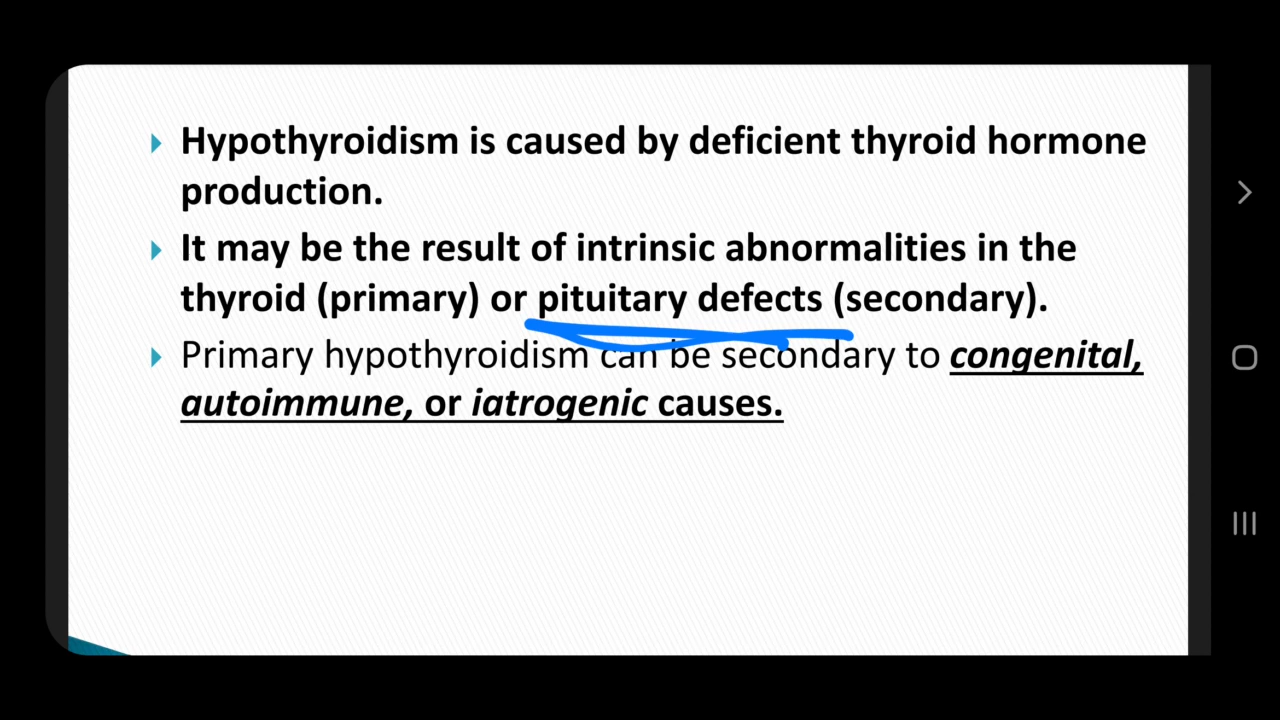 Hypothyroidism is caused by deficient thyroid hormone
production.
It may be the result of intrinsic abnormalities in the
thyroid (primary) or pituitary defects (secondary).
Primary hypothyroidism can be secondary to congenital,
autoimmune, or iatrogenic causes.